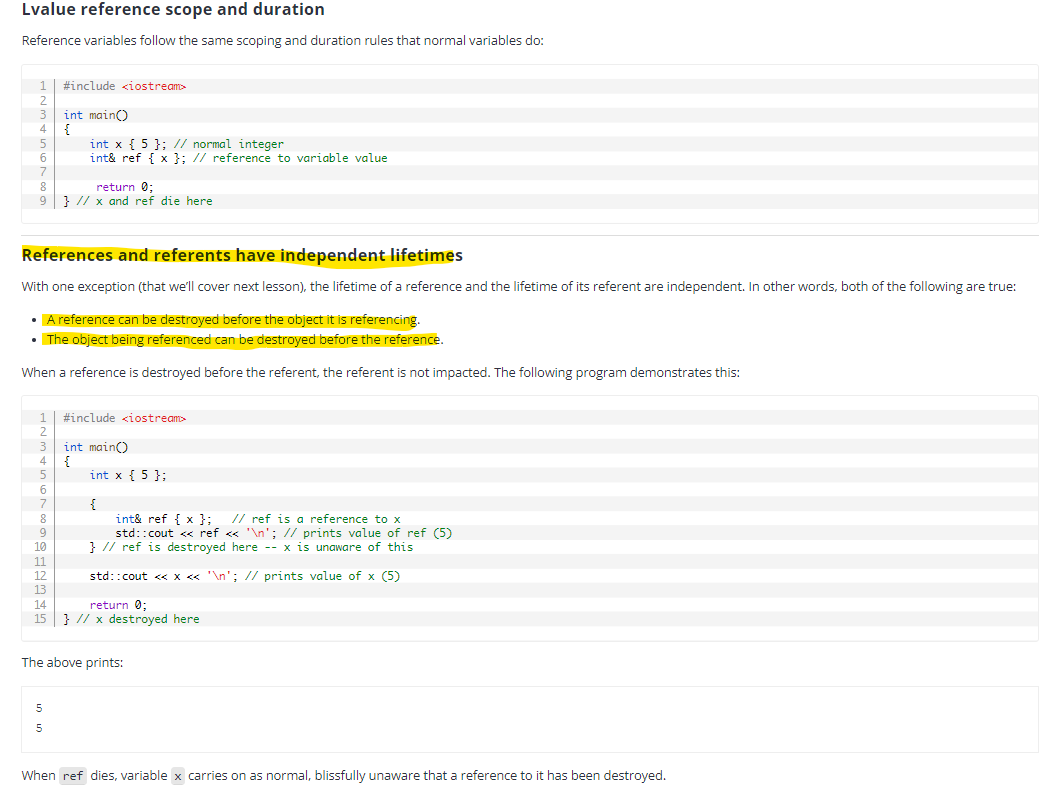 Lvalue reference scope and duration
Reference variables follow the same scoping and duration rules that normal variables do:
1 #include <iostream>
2
3 int main()
4 {
5     int x { 5 }; // normal integer
6     int& ref { x }; // reference to variable value
7
8      return 0;
9 } // x and ref die here
References and referents have independent lifetimes
With one exception (that we'll cover next lesson), the lifetime of a reference and the lifetime of its referent are independent. In other words, both of the following are true:
• A reference can be destroyed before the object it is referencing.
• The object being referenced can be destroyed before the reference.
When a reference is destroyed before the referent, the referent is not impacted. The following program demonstrates this:
1 #include <iostream>
2
3 int main()
4 {
5     int x { 5 };
6
7     {
8         int& ref { x };   // ref is a reference to x
9         std::cout << ref << '\n'; // prints value of ref (5)
10     } // ref is destroyed here -- x is unaware of this
11
12     std::cout << x << '\n'; // prints value of x (5)
13
14     return 0;
15 } // x destroyed here
The above prints:
5
5
When ref dies, variable x carries on as normal, blissfully unaware that a reference to it has been destroyed.